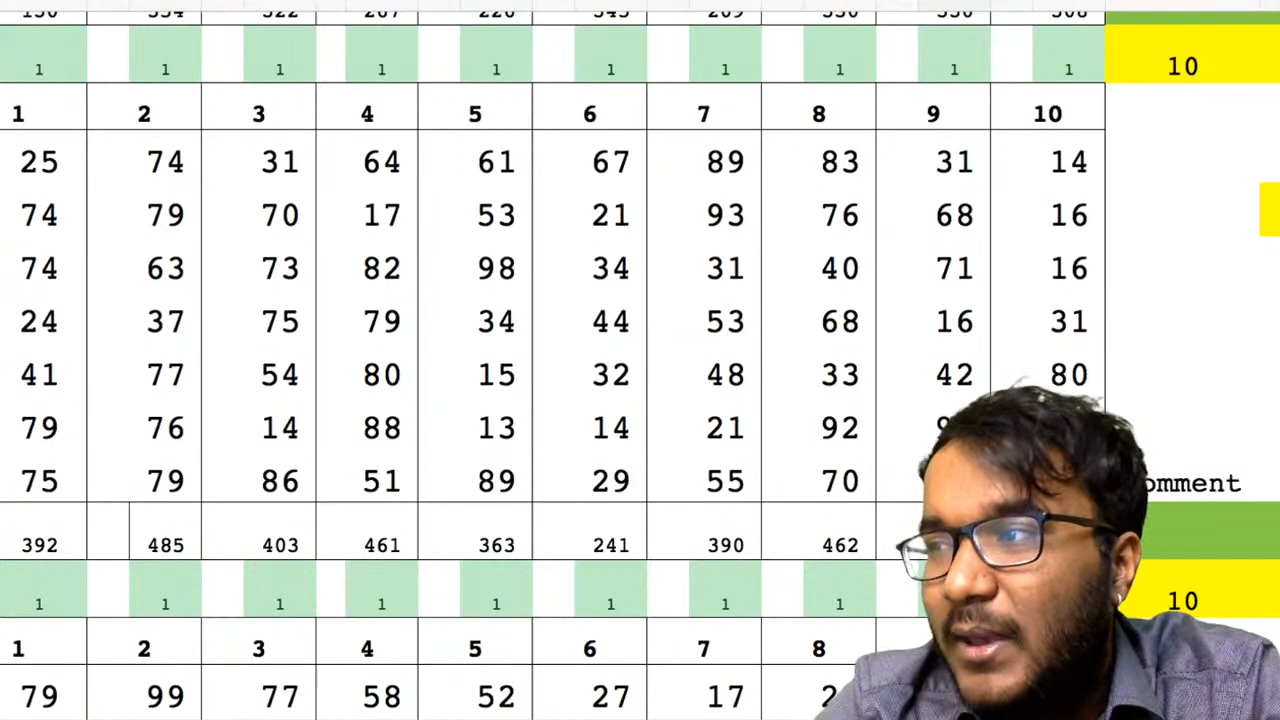 1 1 1 1 1 1 1 1 1 1 10
1 2 3 4 5 6 7 8 9 10
25 74 31 64 61 67 89 83 31 14
74 79 70 17 53 21 93 76 68 16
74 63 73 82 98 34 31 40 71 16
24 37 75 79 34 44 53 68 16 31
41 77 54 80 15 32 48 33 42 80
79 76 14 88 13 14 21 92
75 79 86 51 89 29 55 70
392 485 403 461 363 241 390 462
1 1 1 1 1 1 1 1 10
1 2 3 4 5 6 7 8
79 99 77 58 52 27 17